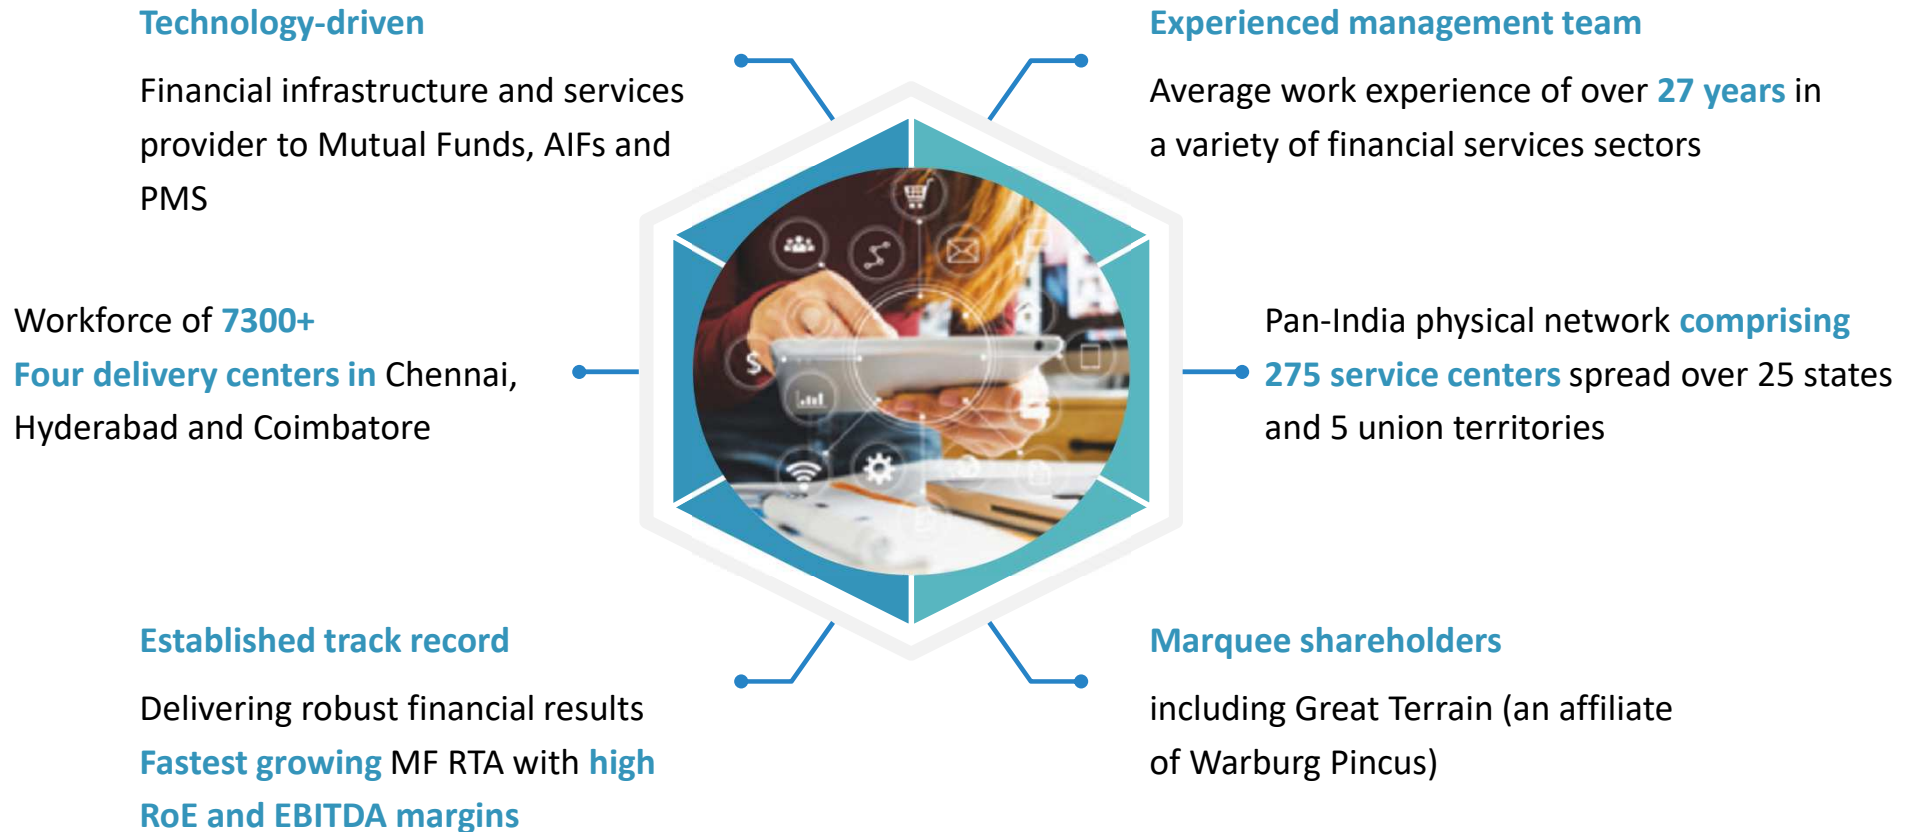 Technology-driven
Financial infrastructure and services
provider to Mutual Funds, AIFs and
PMS
Experienced management team
Average work experience of over 27 years in
a variety of financial services sectors
Workforce of 7300+
Four delivery centers in Chennai,
Hyderabad and Coimbatore
Pan-India physical network comprising
275 service centers spread over 25 states
and 5 union territories
Established track record
Delivering robust financial results
Fastest growing MF RTA with high
RoE and EBITDA margins
Marquee shareholders
including Great Terrain (an affiliate
of Warburg Pincus)